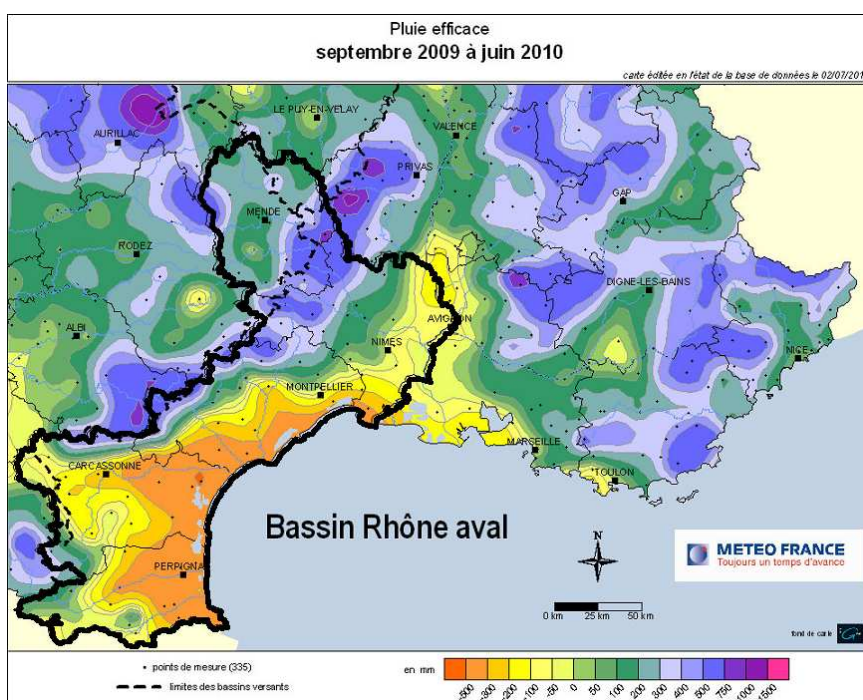 Pluie efficace
septembre 2009 à juin 2010
carte éditée en l'état de la base de données le 02/07/201
LE PUY-EN-VELAY
AURILLAC
VALENCE
PRIVAS
GAP
MENDE
RODEZ
DIGNE-LES-BAINS
ALBI
AVIGNON
NIMES
NICE
MONTPELLIER
MARSEILLE
CARCASSONNE
TOULON
Bassin Rhône aval
N
METEO FRANCE
Toujours un temps d'avance
PERPIGNA
0 km 25 km 50 km
fond de carte
points de mesure (335)
limites des bassins versants
en mm
-500 -300 -200 -100 -50 0 50 100 200 300 400 500 750 1000 1500